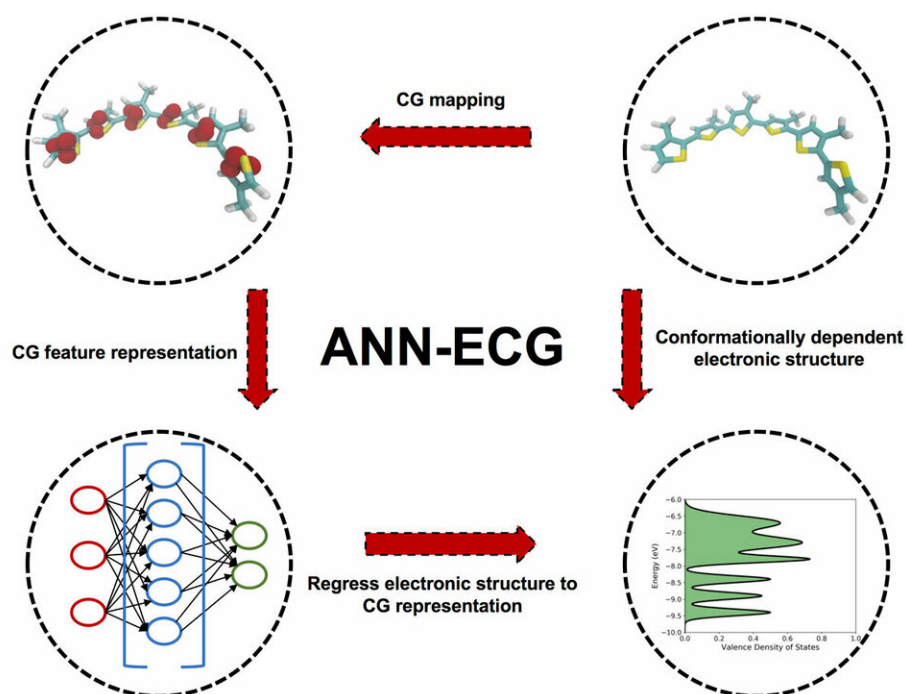 CG mapping
CG feature representation
ANN-ECG
Conformationally dependent
electronic structure
Regress electronic structure to
CG representation
Energy (eV)
-6.0
-6.5
-7.0
-7.5
-8.0
-8.5
-9.0
-9.5
-10.0
0.0 0.2 0.4 0.6 0.8 1.0
Valence Density of States